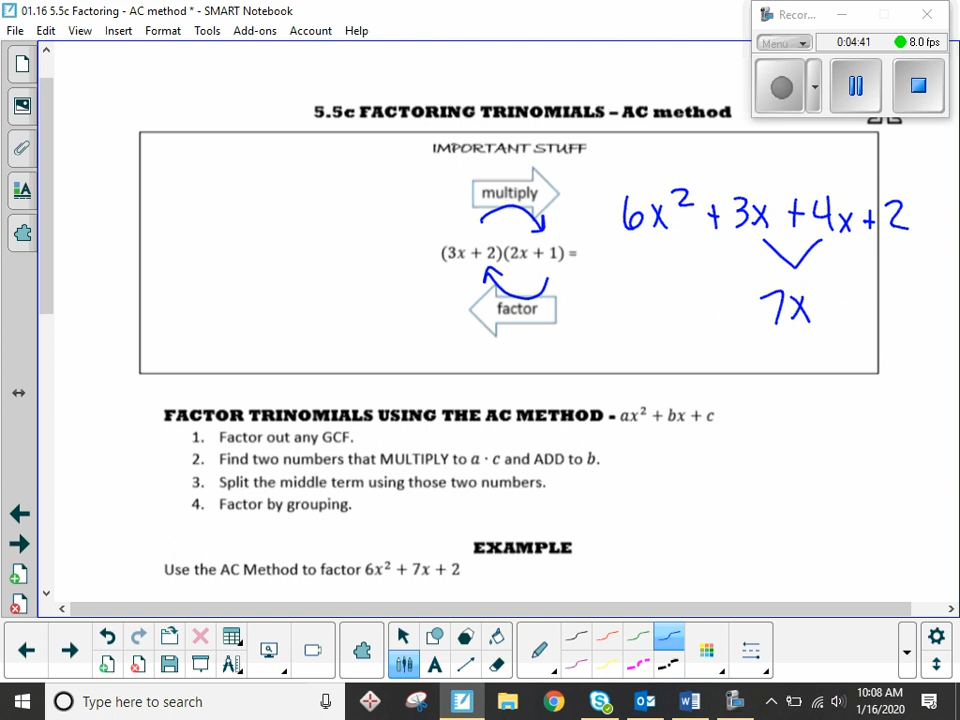 01.16 5.5c Factoring - AC method * - SMART Notebook
Recor...
File Edit View Insert Format Tools Add-ons Account Help
Menu 0:04:41 8.0 fps
5.5c FACTORING TRINOMIALS – AC method
IMPORTANT STUFF
multiply
6x² + 3x + 4x + 2
(3x + 2)(2x + 1) =
7x
factor
FACTOR TRINOMIALS USING THE AC METHOD - ax² + bx + c
1. Factor out any GCF.
2. Find two numbers that MULTIPLY to a · c and ADD to b.
3. Split the middle term using those two numbers.
4. Factor by grouping.
EXAMPLE
Use the AC Method to factor 6x² + 7x + 2
Type here to search
10:08 AM
1/16/2020